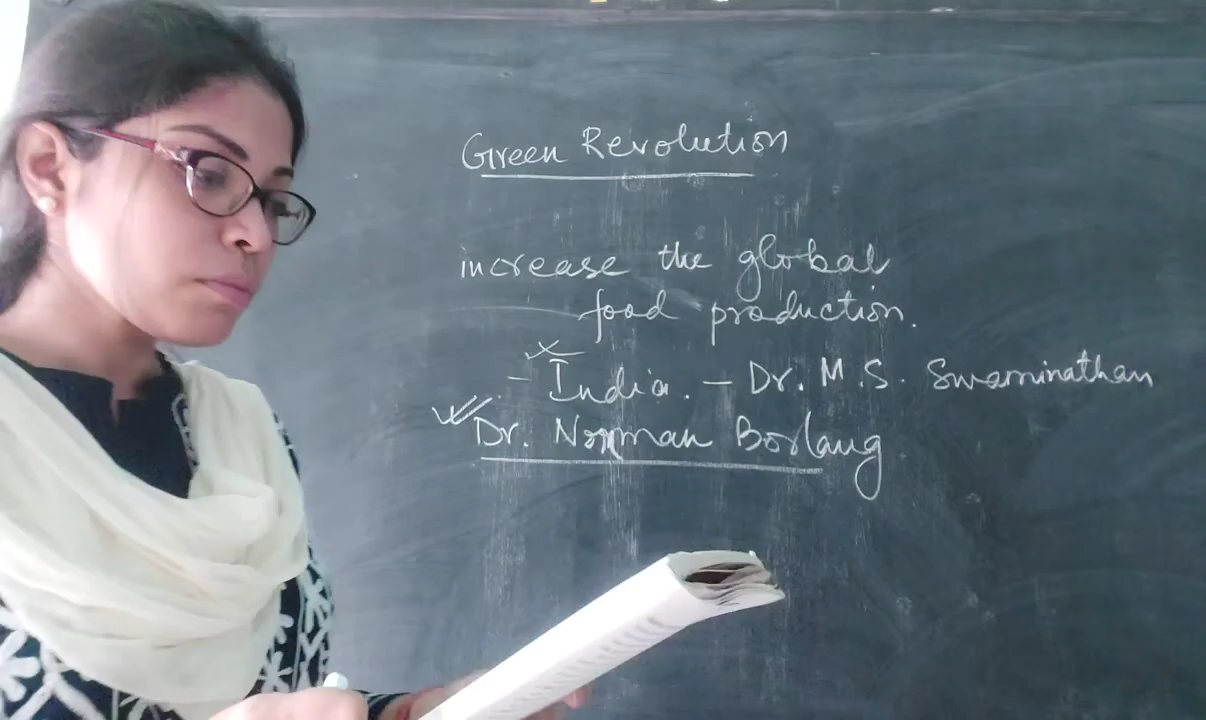 Green Revolution
increase the global
food production.
- India. - Dr. M.S. Swaminathan
Dr. Norman Borlaug